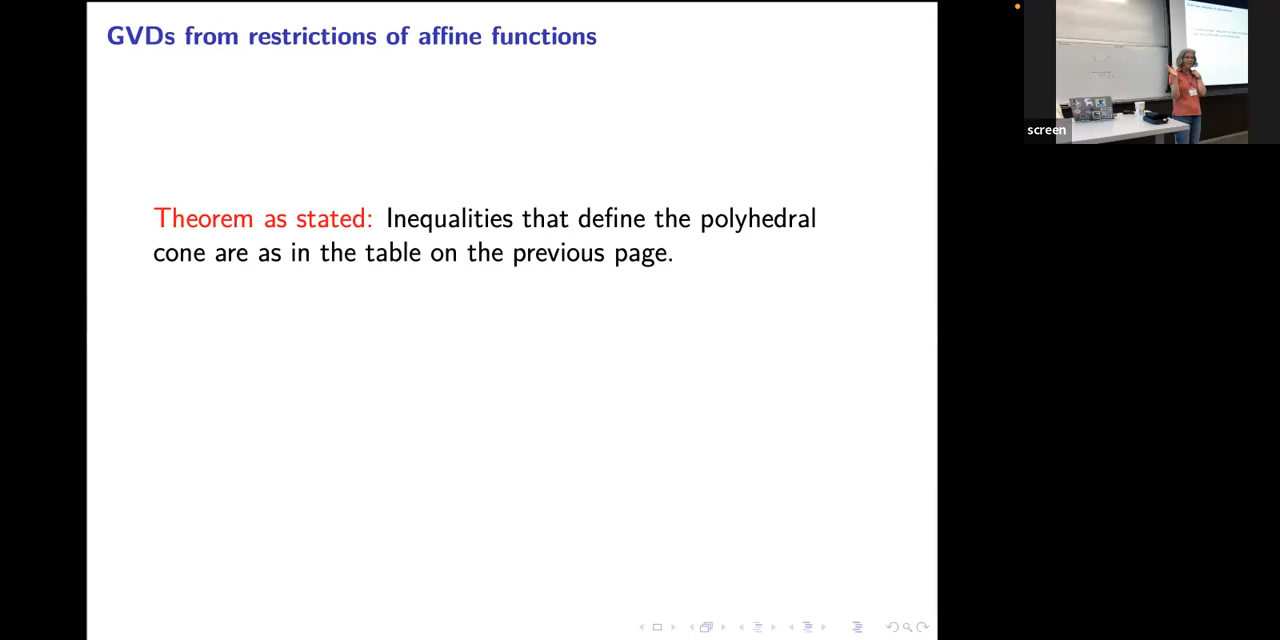 GVDs from restrictions of affine functions
Theorem as stated: Inequalities that define the polyhedral
cone are as in the table on the previous page.
screen